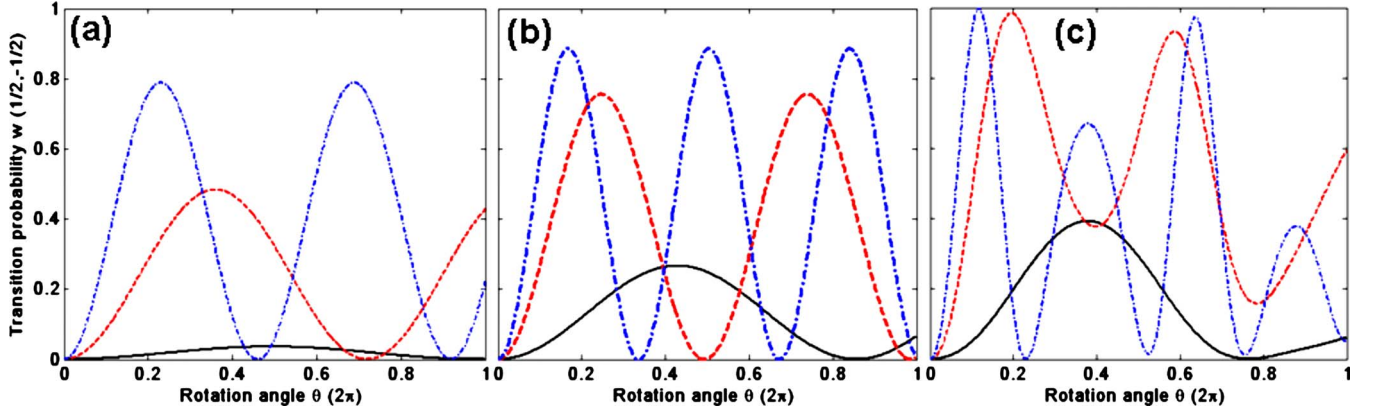 (a)
(b)
(c)
Transition probability w (1/2,-1/2)
1
0.8
0.6
0.4
0.2
0
0 0.2 0.4 0.6 0.8 1
0 0.2 0.4 0.6 0.8 1
0 0.2 0.4 0.6 0.8 1
Rotation angle θ (2π)
Rotation angle θ (2π)
Rotation angle θ (2π)